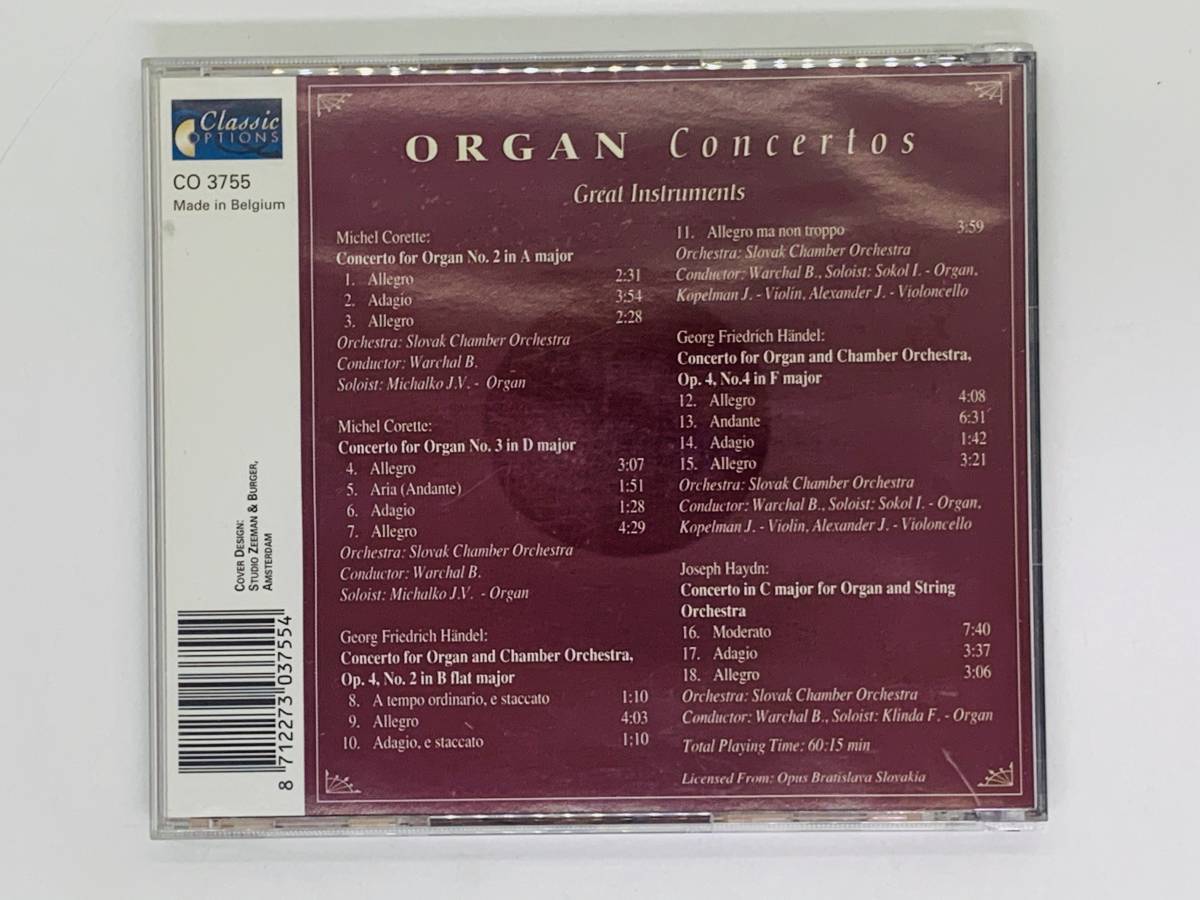 Classic
OPTIONS
CO 3755
Made in Belgium
COVER DESIGN:
STUDIO ZEEMAN & BURGER,
AMSTERDAM
8 712273 037554
ORGAN Concertos
Great Instruments
Michel Corette:
Concerto for Organ No. 2 in A major
1. Allegro 2:31
2. Adagio 3:54
3. Allegro 2:28
Orchestra: Slovak Chamber Orchestra
Conductor: Warchal B.
Soloist: Michalko J.V. - Organ
Michel Corette:
Concerto for Organ No. 3 in D major
4. Allegro 3:07
5. Aria (Andante) 1:51
6. Adagio 1:28
7. Allegro 4:29
Orchestra: Slovak Chamber Orchestra
Conductor: Warchal B.
Soloist: Michalko J.V. - Organ
Georg Friedrich Händel:
Concerto for Organ and Chamber Orchestra,
Op. 4, No. 2 in B flat major
8. A tempo ordinario, e staccato 1:10
9. Allegro 4:03
10. Adagio, e staccato 1:10
11. Allegro ma non troppo 3:59
Orchestra: Slovak Chamber Orchestra
Conductor: Warchal B., Soloist: Sokol I. - Organ,
Kopelman J. - Violin, Alexander J. - Violoncello
Georg Friedrich Händel:
Concerto for Organ and Chamber Orchestra,
Op. 4, No.4 in F major
12. Allegro 4:08
13. Andante 6:31
14. Adagio 1:42
15. Allegro 3:21
Orchestra: Slovak Chamber Orchestra
Conductor: Warchal B., Soloist: Sokol I. - Organ,
Kopelman J. - Violin, Alexander J. - Violoncello
Joseph Haydn:
Concerto in C major for Organ and String
Orchestra
16. Moderato 7:40
17. Adagio 3:37
18. Allegro 3:06
Orchestra: Slovak Chamber Orchestra
Conductor: Warchal B., Soloist: Klinda F. - Organ
Total Playing Time: 60:15 min
Licensed From: Opus Bratislava Slovakia